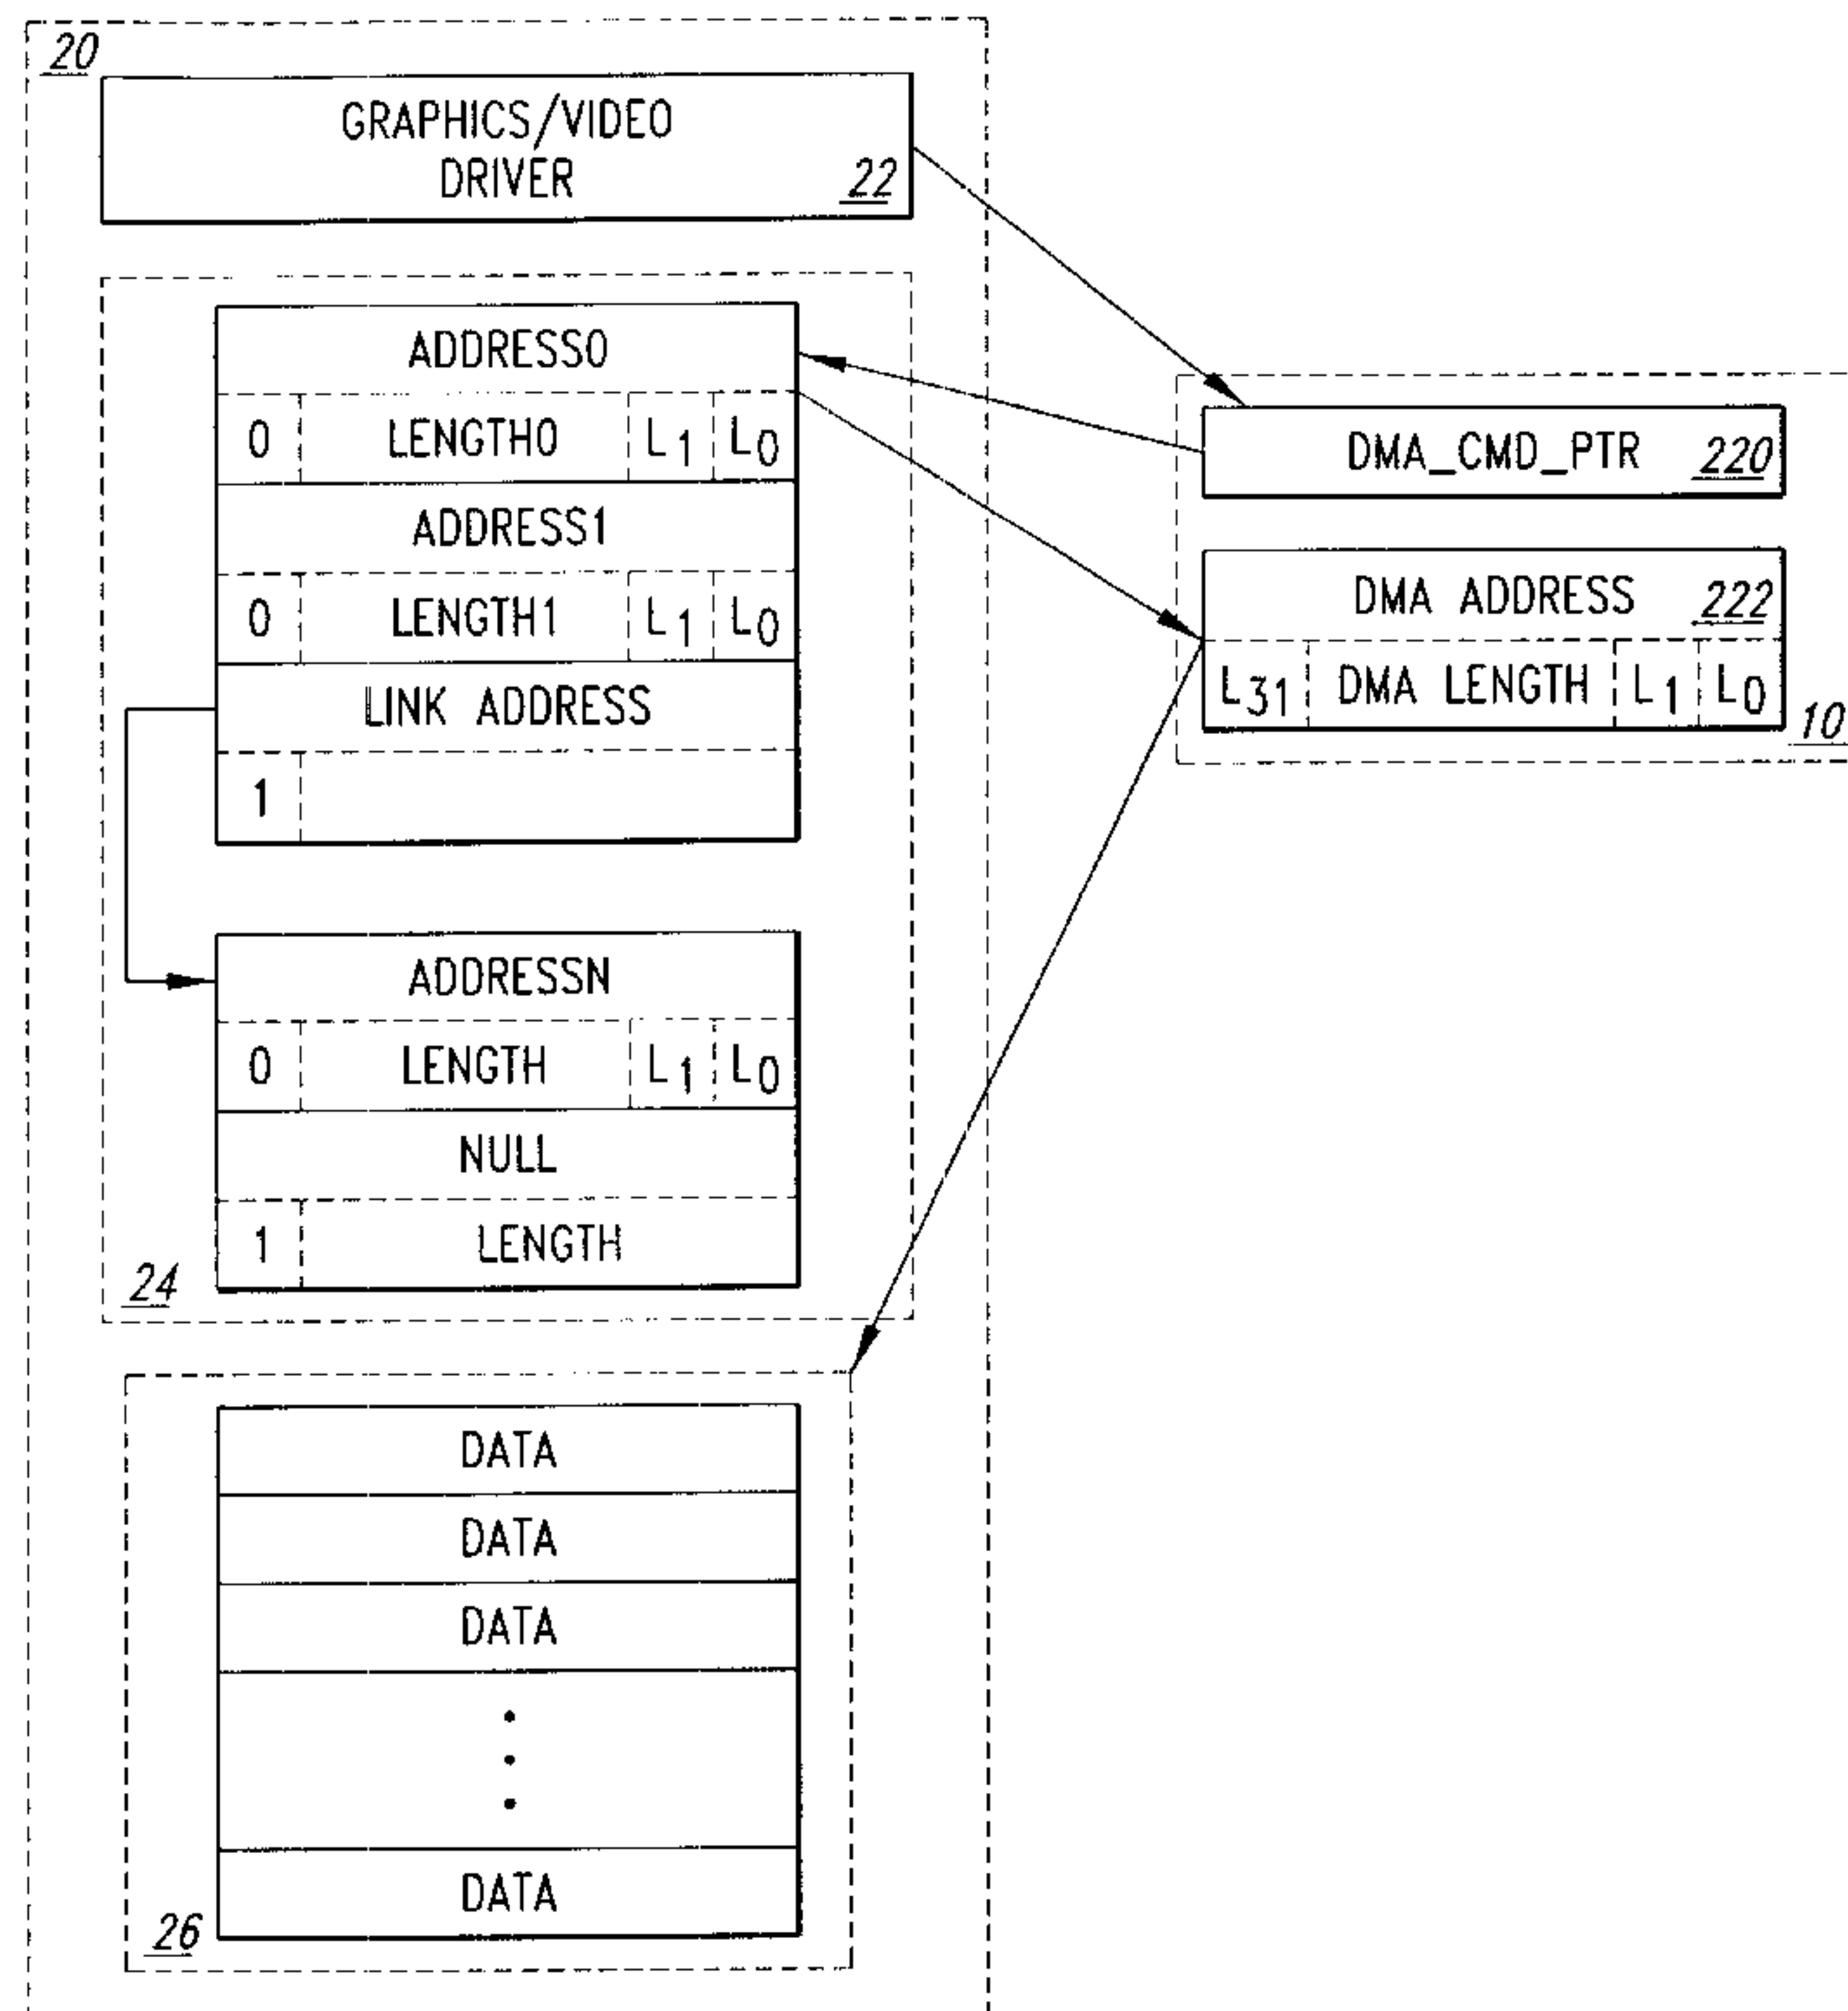 20
GRAPHICS/VIDEO
DRIVER 22
ADDRESS0
0 LENGTH0 L1 L0
ADDRESS1
0 LENGTH1 L1 L0
LINK ADDRESS
1
ADDRESSN
0 LENGTH L1 L0
NULL
1 LENGTH
24
DATA
DATA
DATA
DATA
26
DMA_CMD_PTR 220
DMA ADDRESS 222
L31 DMA LENGTH L1 L0
10